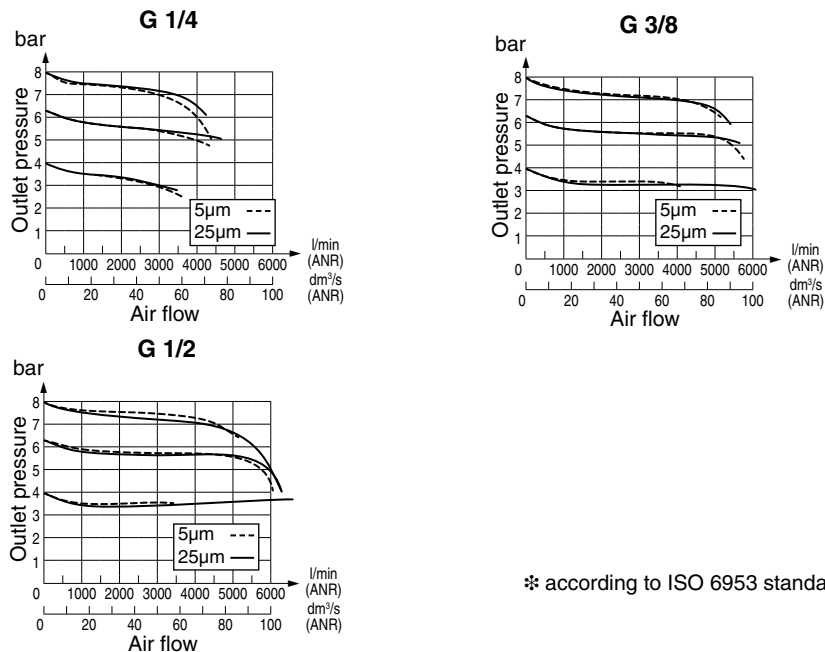 G 1/4
bar
8
7
6
5
4
3
2
1
Outlet pressure
5µm
25µm
0 1000 2000 3000 4000 5000 6000
l/min
(ANR)
0 20 40 60 80 100
dm³/s
(ANR)
Air flow
G 3/8
bar
8
7
6
5
4
3
2
1
Outlet pressure
5µm
25µm
0 1000 2000 3000 4000 5000 6000
l/min
(ANR)
0 20 40 60 80 100
dm³/s
(ANR)
Air flow
G 1/2
bar
8
7
6
5
4
3
2
1
Outlet pressure
5µm
25µm
0 1000 2000 3000 4000 5000 6000
l/min
(ANR)
0 20 40 60 80 100
dm³/s
(ANR)
Air flow
✻ according to ISO 6953 standa